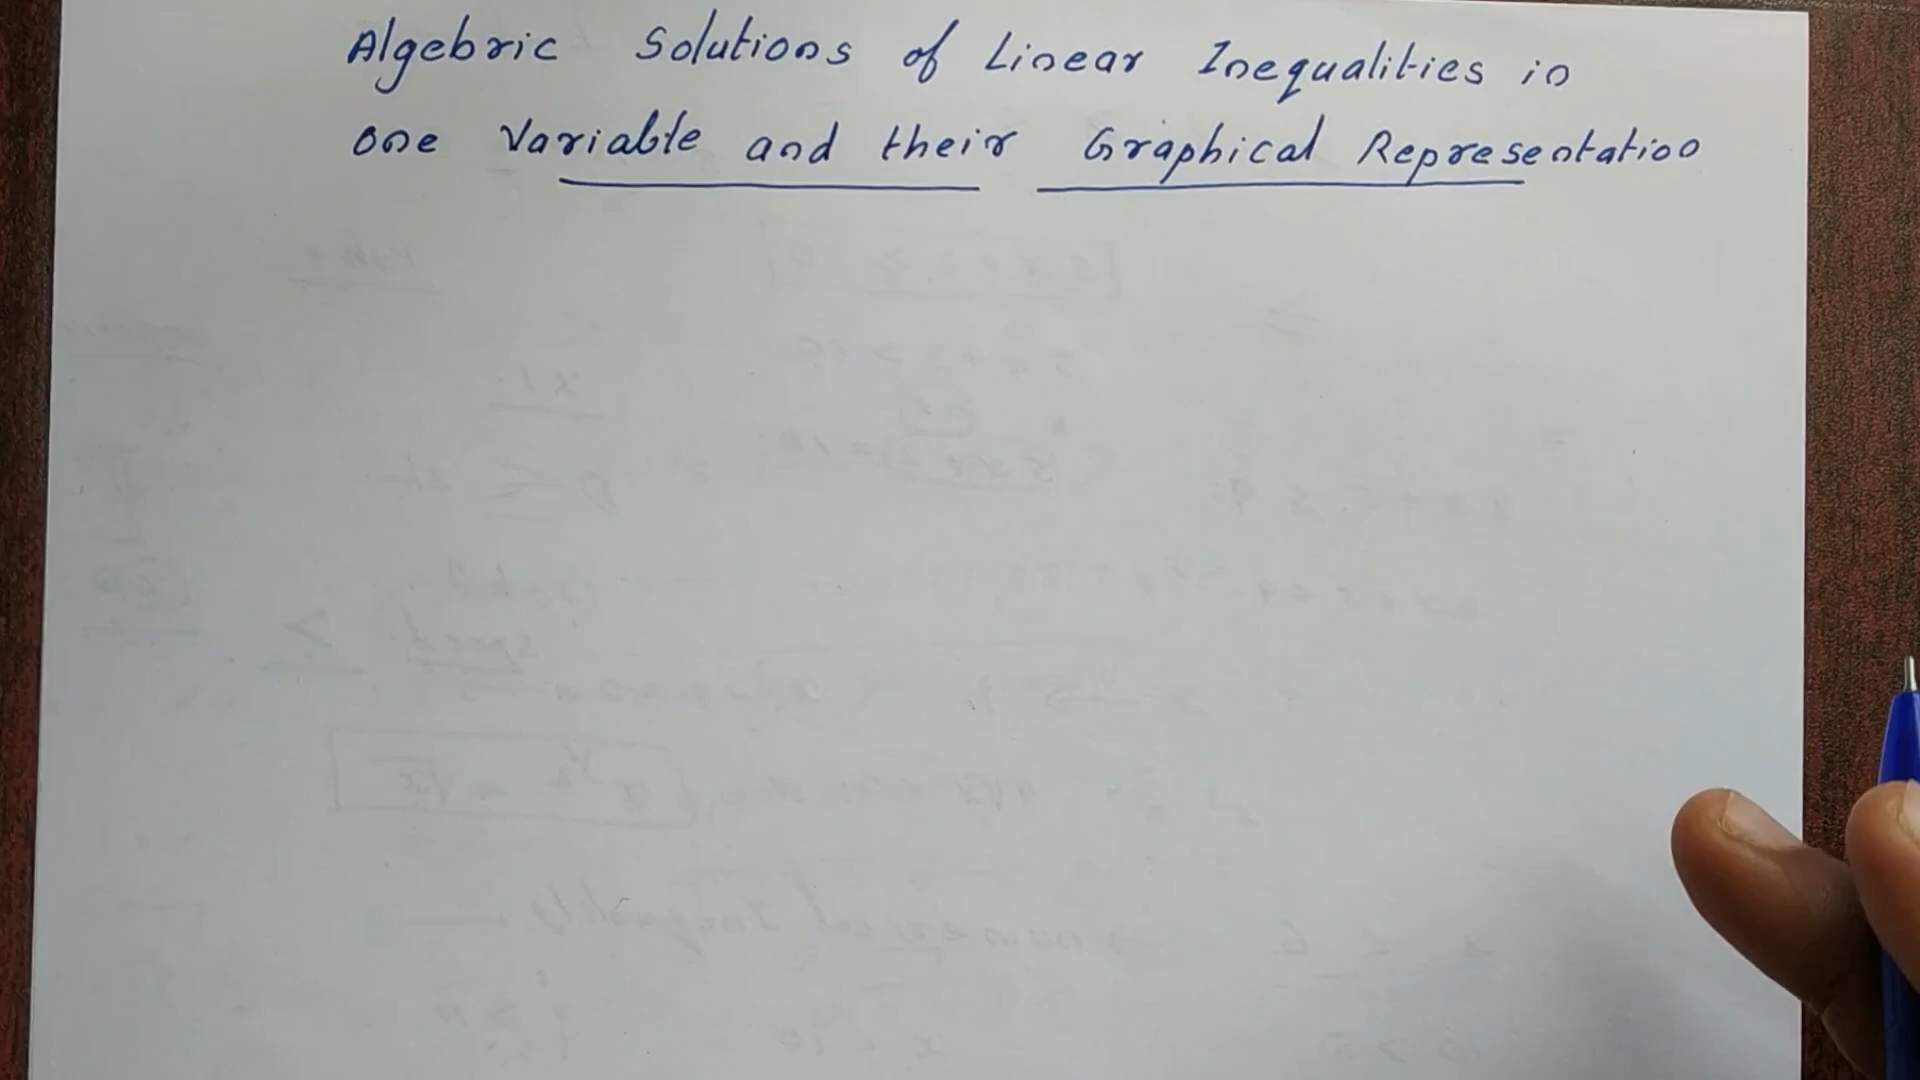 Algebric Solutions of Linear Inequalities in
one Variable and their Graphical Representation